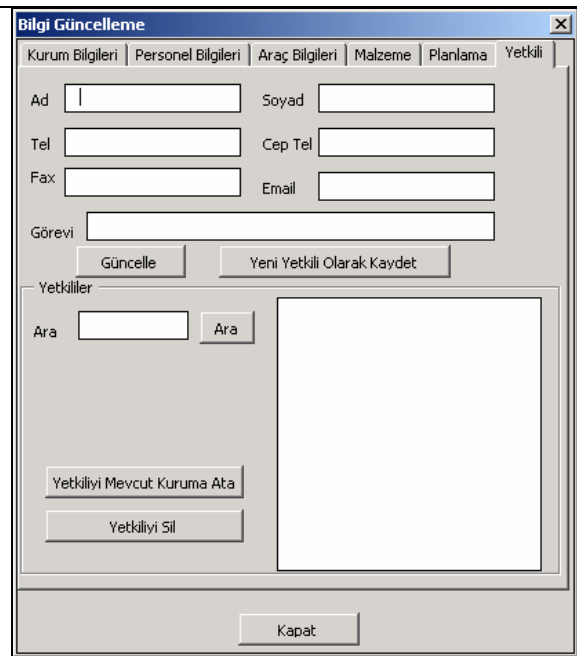 Bilgi Güncelleme
Kurum Bilgileri Personel Bilgileri Araç Bilgileri Malzeme Planlama Yetkili
Ad Soyad
Tel Cep Tel
Fax Email
Görevi
Güncelle Yeni Yetkili Olarak Kaydet
Yetkililer
Ara Ara
Yetkiliyi Mevcut Kuruma Ata
Yetkiliyi Sil
Kapat